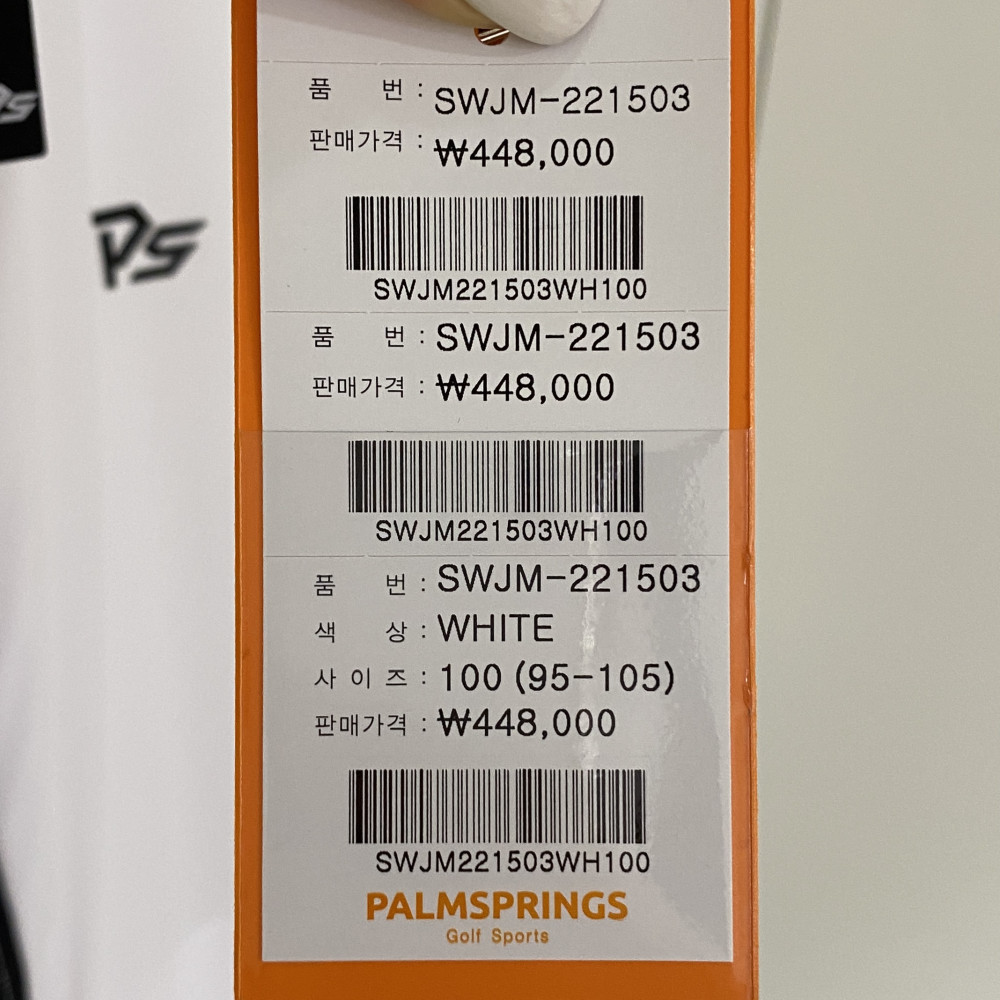 PS
품 번 : SWJM-221503
판매가격 : ₩448,000
SWJM221503WH100
품 번 : SWJM-221503
판매가격 : ₩448,000
SWJM221503WH100
품 번 : SWJM-221503
색 상 : WHITE
사 이 즈 : 100 (95-105)
판매가격 : ₩448,000
SWJM221503WH100
PALMSPRINGS
Golf Sports